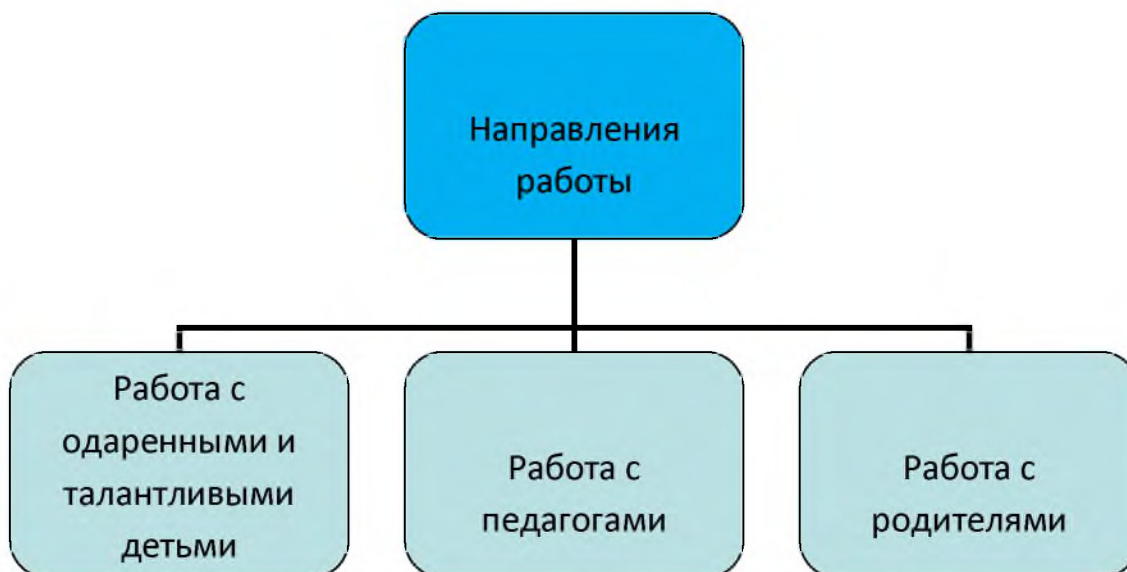 Направления
работы
Работа с
одаренными и
талантливыми
детьми
Работа с
педагогами
Работа с
родителями